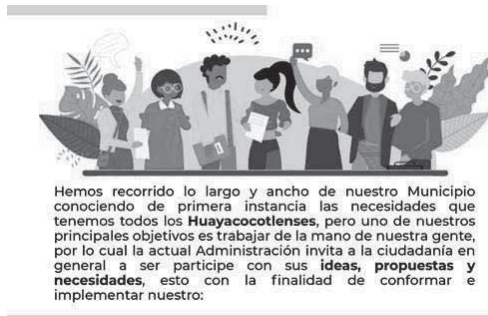 Hemos recorrido lo largo y ancho de nuestro Municipio
conociendo de primera instancia las necesidades que
tenemos todos los Huayacocotlenses, pero uno de nuestros
principales objetivos es trabajar de la mano de nuestra gente,
por lo cual la actual Administración invita a la ciudadanía en
general a ser participe con sus ideas, propuestas y
necesidades, esto con la finalidad de conformar e
implementar nuestro: